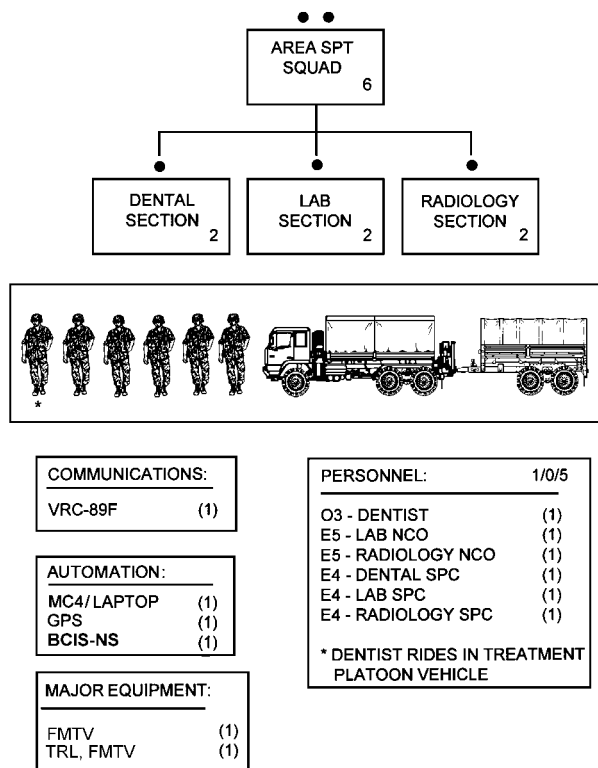 AREA SPT
SQUAD
6
DENTAL
SECTION
2
LAB
SECTION
2
RADIOLOGY
SECTION
2
*
COMMUNICATIONS:
VRC-89F (1)
AUTOMATION:
MC4/LAPTOP (1)
GPS (1)
BCIS-NS (1)
MAJOR EQUIPMENT:
FMTV (1)
TRL, FMTV (1)
PERSONNEL: 1/0/5
O3 - DENTIST (1)
E5 - LAB NCO (1)
E5 - RADIOLOGY NCO (1)
E4 - DENTAL SPC (1)
E4 - LAB SPC (1)
E4 - RADIOLOGY SPC (1)
* DENTIST RIDES IN TREATMENT
PLATOON VEHICLE